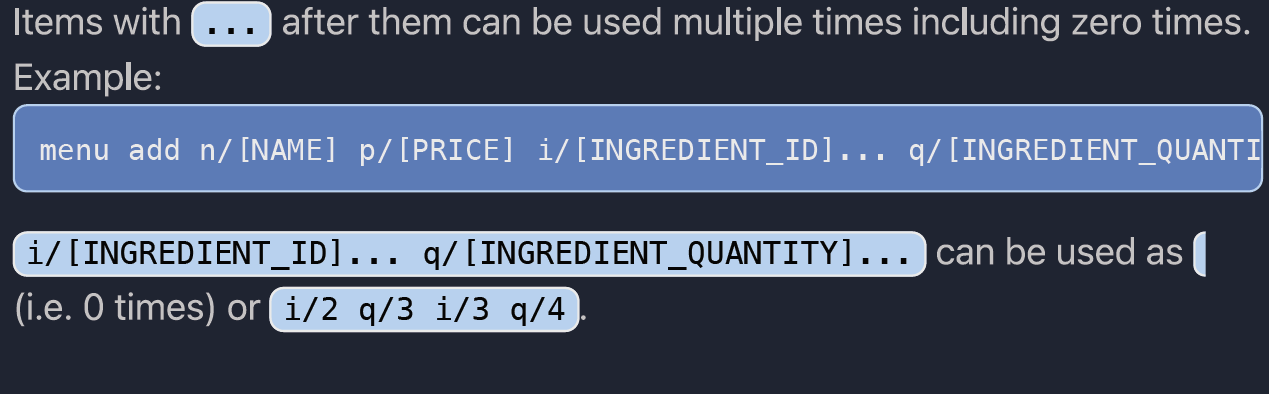 Items with ... after them can be used multiple times including zero times.
Example:
menu add n/[NAME] p/[PRICE] i/[INGREDIENT_ID]... q/[INGREDIENT_QUANTI
i/[INGREDIENT_ID]... q/[INGREDIENT_QUANTITY]... can be used as
(i.e. 0 times) or i/2 q/3 i/3 q/4.